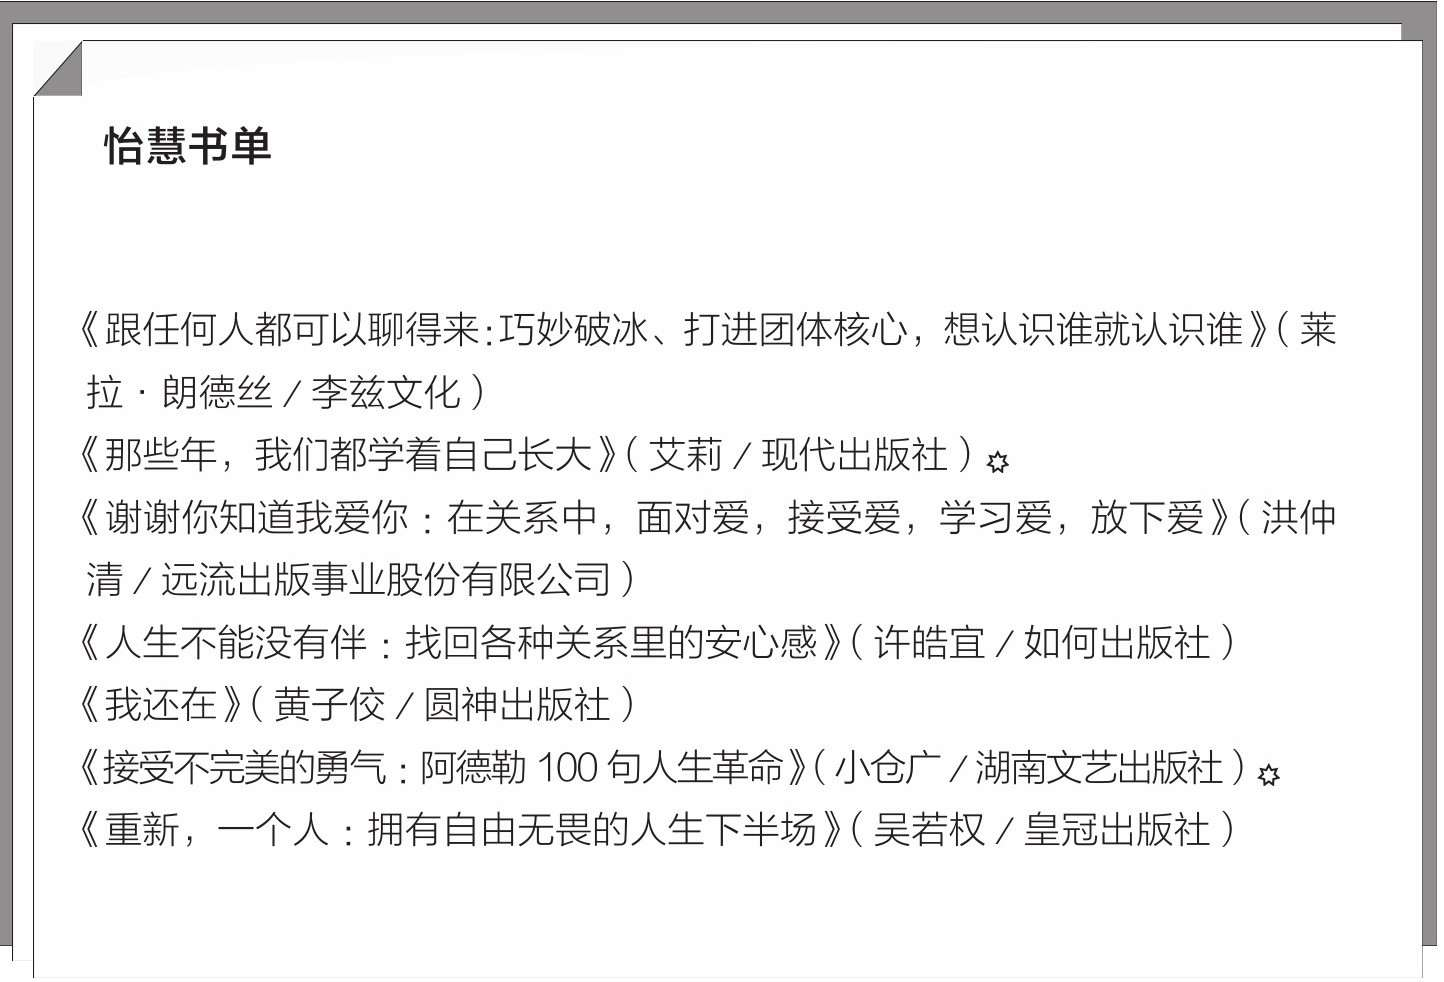 怡慧书单
《跟任何人都可以聊得来:巧妙破冰、打进团体核心，想认识谁就认识谁》（莱
拉·朗德丝／李兹文化）
《那些年，我们都学着自己长大》（艾莉／现代出版社）✡
《谢谢你知道我爱你：在关系中，面对爱，接受爱，学习爱，放下爱》（洪仲
清／远流出版事业股份有限公司）
《人生不能没有伴：找回各种关系里的安心感》（许皓宜／如何出版社）
《我还在》（黄子佼／圆神出版社）
《接受不完美的勇气：阿德勒 100 句人生革命》（小仓广／湖南文艺出版社）✡
《重新，一个人：拥有自由无畏的人生下半场》（吴若权／皇冠出版社）